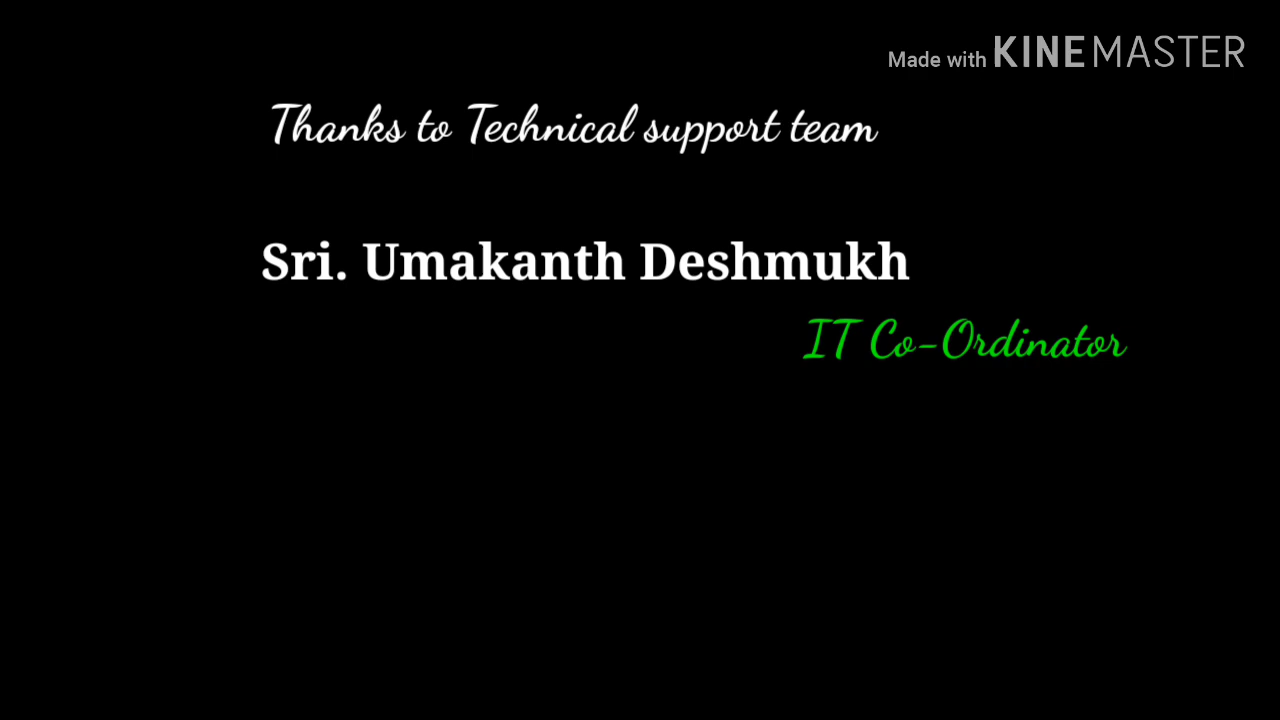 Made with KINEMASTER
Thanks to Technical support team
Sri. Umakanth Deshmukh
IT Co-Ordinator